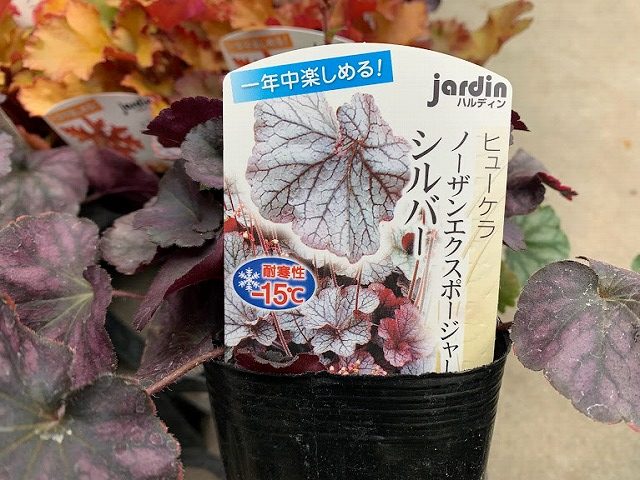 一年中楽しめる!
jardin
ハルディン
ヒューケラ
ノーザンエクスポージャー
シルバー
耐寒性
-15℃